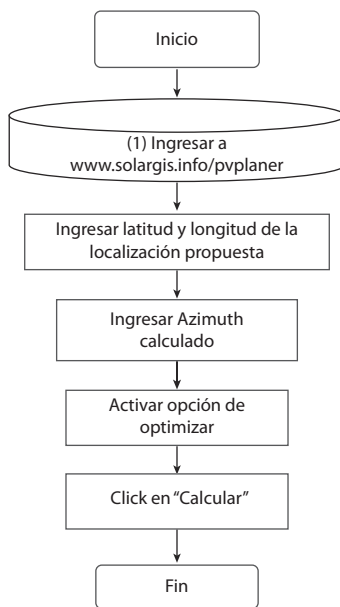 Inicio
(1) Ingresar a
www.solargis.info/pvplaner
Ingresar latitud y longitud de la
localización propuesta
Ingresar Azimuth
calculado
Activar opción de
optimizar
Click en “Calcular”
Fin